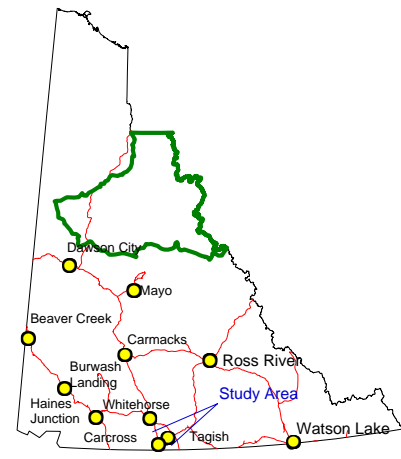 Dawson City
Mayo
Beaver Creek
Carmacks
Ross River
Burwash
Landing
Study Area
Haines
Junction
Whitehorse
Carcross
Tagish
Watson Lake